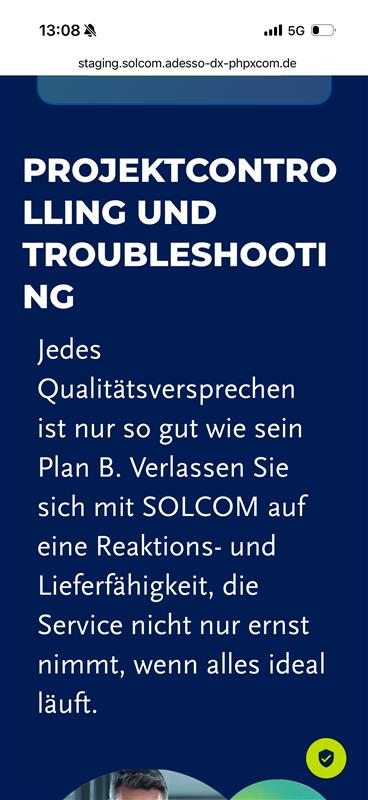 13:08
5G
staging.solcom.adesso-dx-phpxcom.de
PROJEKTCONTRO
LLING UND
TROUBLESHOOTI
NG
Jedes
Qualitätsversprechen
ist nur so gut wie sein
Plan B. Verlassen Sie
sich mit SOLCOM auf
eine Reaktions- und
Lieferfähigkeit, die
Service nicht nur ernst
nimmt, wenn alles ideal
läuft.